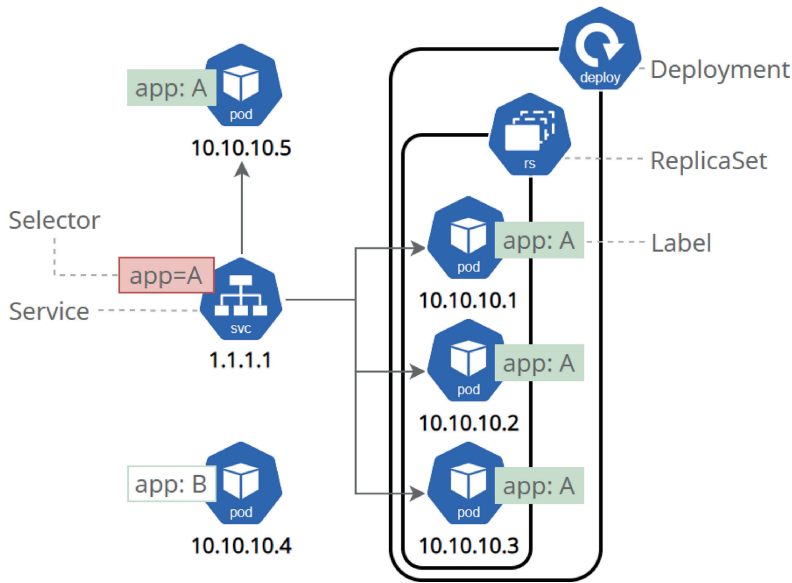 deploy
Deployment
app: A
pod
10.10.10.5
rs
ReplicaSet
Selector
app=A
Service
svc
1.1.1.1
pod
app: A
Label
10.10.10.1
pod
app: A
10.10.10.2
app: B
pod
10.10.10.4
pod
app: A
10.10.10.3